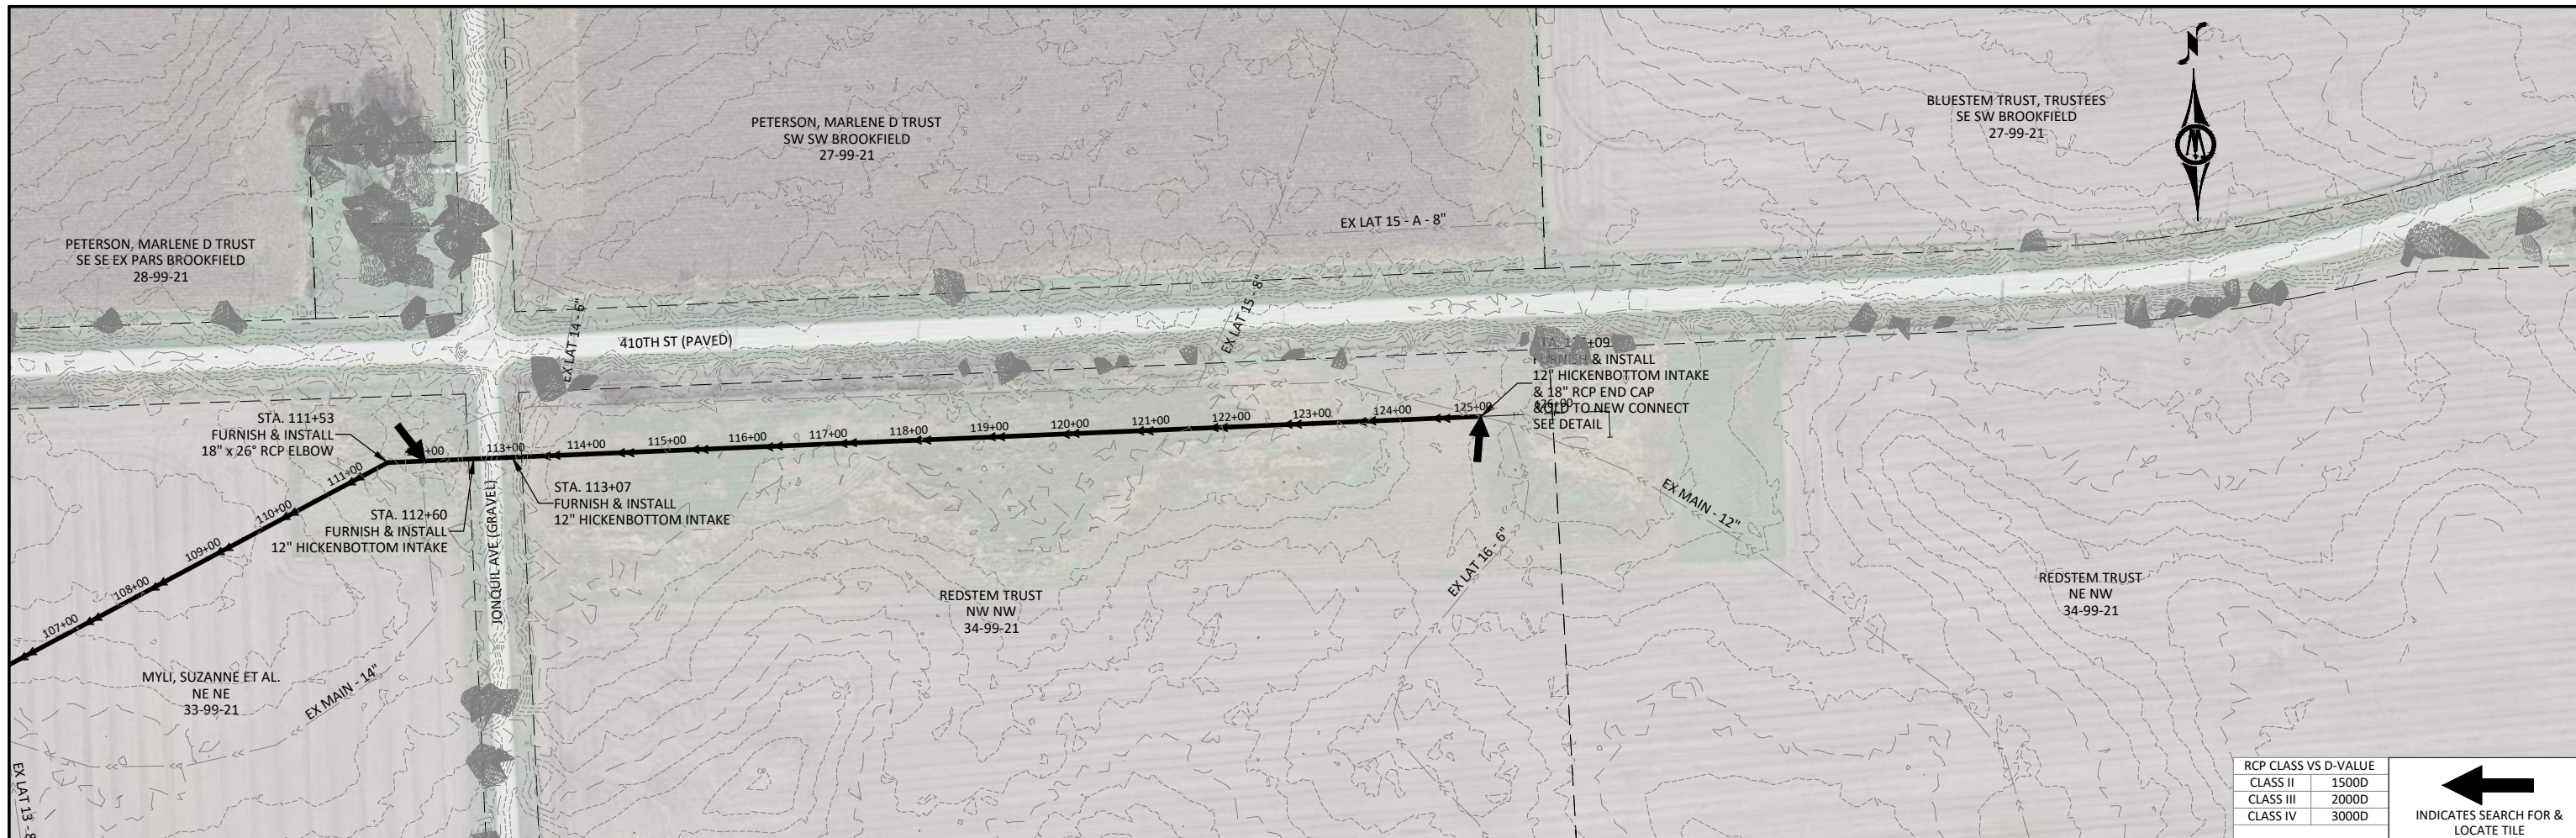 BLUESTEM TRUST, TRUSTEES
SE SW BROOKFIELD
27-99-21
PETERSON, MARLENE D TRUST
SW SW BROOKFIELD
27-99-21
PETERSON, MARLENE D TRUST
SE SE EX PARS BROOKFIELD
28-99-21
EX LAT 15 - A - 8"
EX LAT 15 - 8"
EX LAT 14 - 6"
410TH ST (PAVED)
& INSTALL
12" HICKENBOTTOM INTAKE
& 18" RCP END CAP
& OLD TO NEW CONNECT
SEE DETAIL
STA. 111+53
FURNISH & INSTALL
18" x 26° RCP ELBOW
107+00
108+00
109+00
110+00
111+00
113+00
114+00
115+00
116+00
117+00
118+00
119+00
120+00
121+00
122+00
123+00
124+00
125+00
126+00
STA. 112+60
FURNISH & INSTALL
12" HICKENBOTTOM INTAKE
STA. 113+07
FURNISH & INSTALL
12" HICKENBOTTOM INTAKE
JONQUIL AVE (GRAVEL)
EX MAIN - 12"
EX LAT 16 - 6"
REDSTEM TRUST
NW NW
34-99-21
REDSTEM TRUST
NE NW
34-99-21
MYLI, SUZANNE ET AL.
NE NE
33-99-21
EX MAIN - 14"
EX LAT 13 - 8
RCP CLASS VS D-VALUE
CLASS II 1500D
CLASS III 2000D
CLASS IV 3000D
INDICATES SEARCH FOR &
LOCATE TILE
N